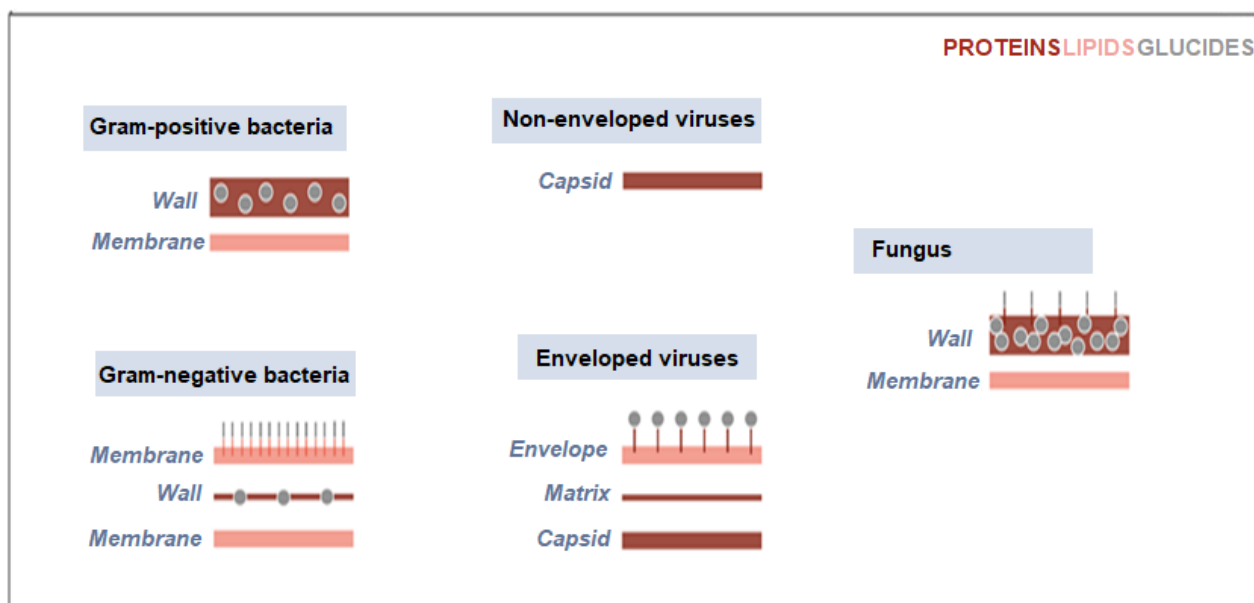 PROTEINSLIPIDSGLUCIDES
Gram-positive bacteria
Wall
Membrane
Non-enveloped viruses
Capsid
Fungus
Wall
Membrane
Gram-negative bacteria
Membrane
Wall
Membrane
Enveloped viruses
Envelope
Matrix
Capsid